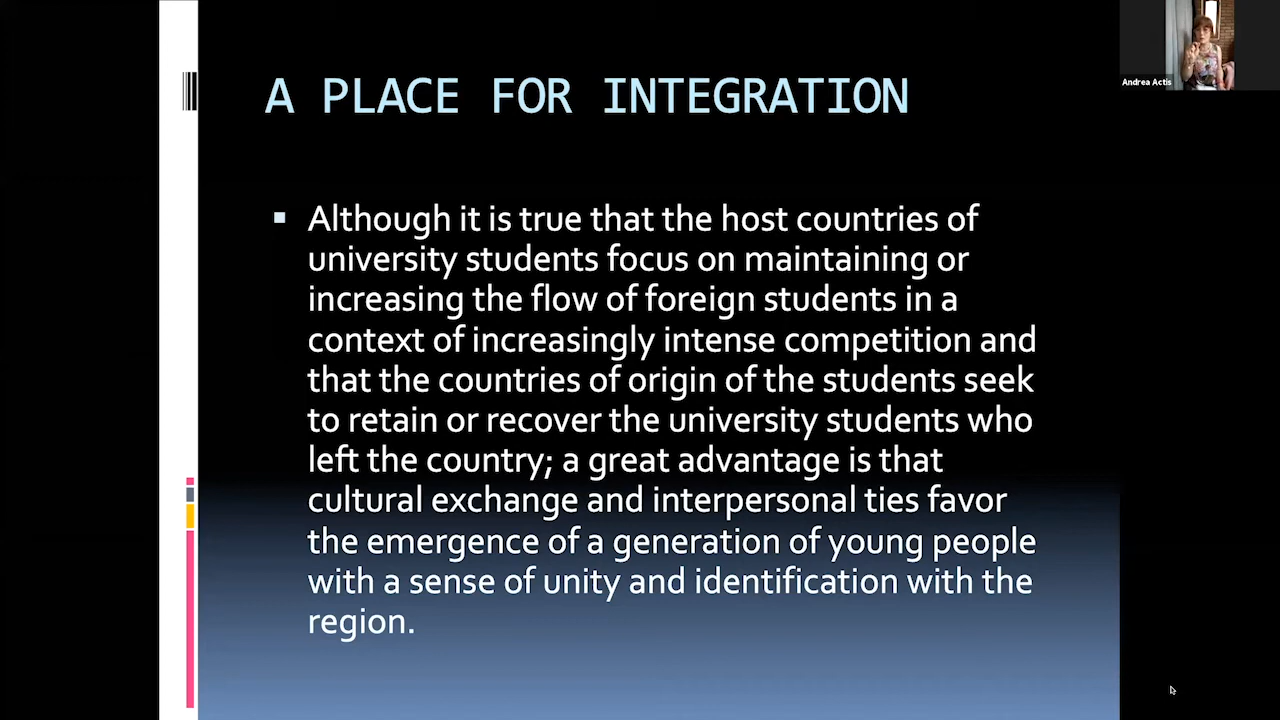 A PLACE FOR INTEGRATION
Andrea Actis
Although it is true that the host countries of
university students focus on maintaining or
increasing the flow of foreign students in a
context of increasingly intense competition and
that the countries of origin of the students seek
to retain or recover the university students who
left the country; a great advantage is that
cultural exchange and interpersonal ties favor
the emergence of a generation of young people
with a sense of unity and identification with the
region.